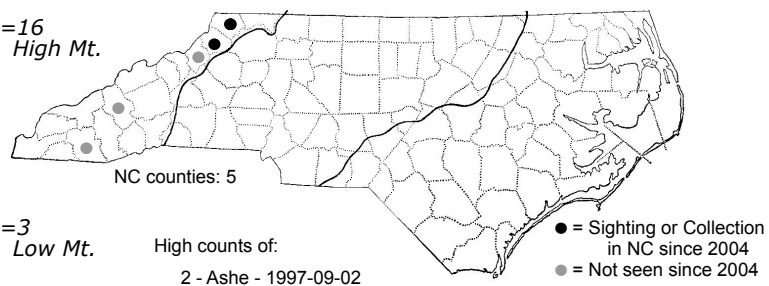 =16
High Mt.
NC counties: 5
=3
Low Mt.
High counts of:
2 - Ashe - 1997-09-02
● = Sighting or Collection
in NC since 2004
● = Not seen since 2004